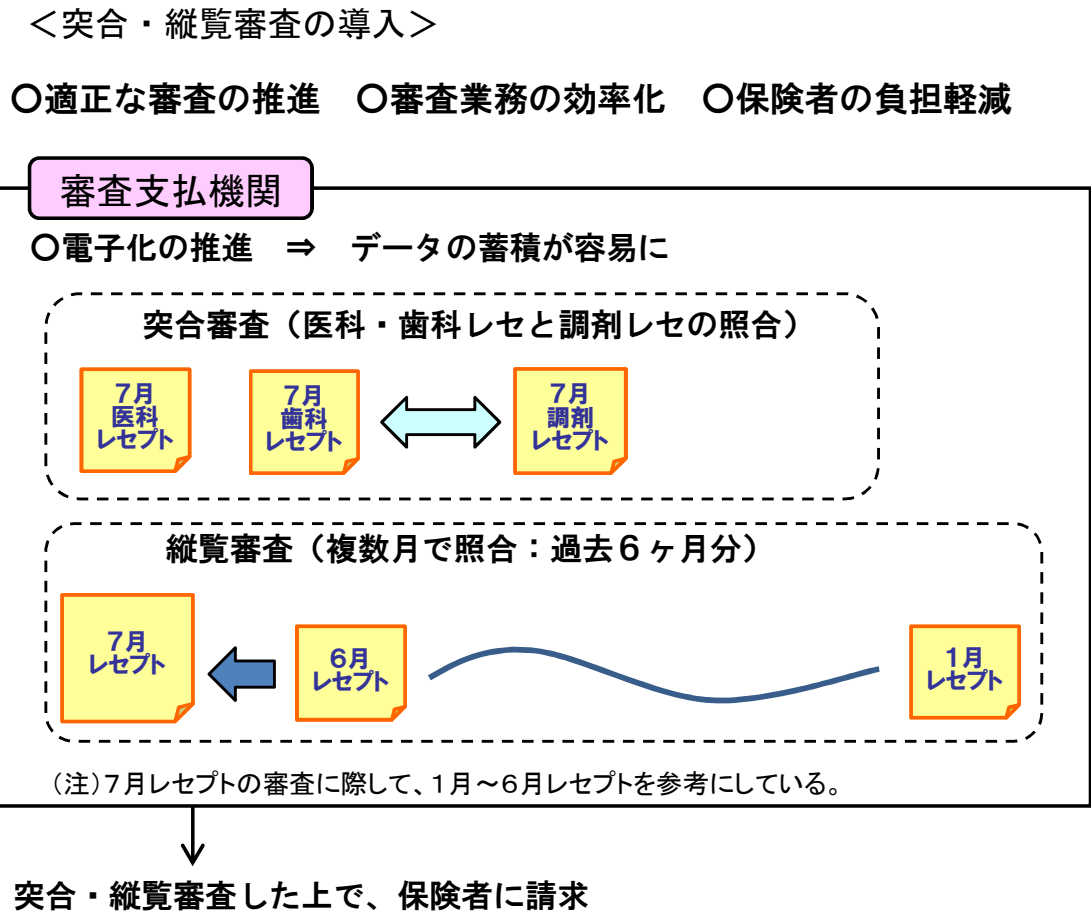 ＜突合・縦覧審査の導入＞
〇適正な審査の推進　〇審査業務の効率化　〇保険者の負担軽減
審査支払機関
〇電子化の推進　⇒　データの蓄積が容易に
突合審査（医科・歯科レセと調剤レセの照合）
7月
医科
レセプト
7月
歯科
レセプト
7月
調剤
レセプト
縦覧審査（複数月で照合：過去６ヶ月分）
7月
レセプト
6月
レセプト
1月
レセプト
（注）７月レセプトの審査に際して、１月～６月レセプトを参考にしている。
突合・縦覧審査した上で、保険者に請求